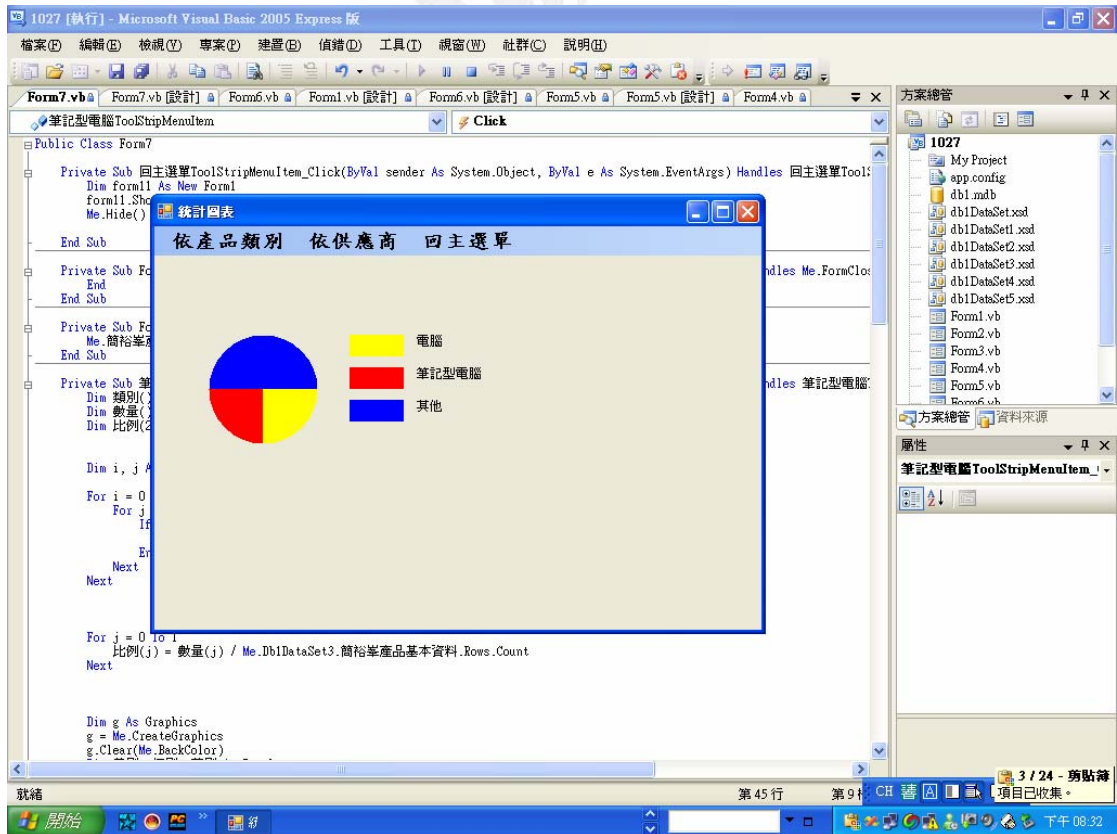 1027 [執行] - Microsoft Visual Basic 2005 Express 版
檔案(F) 編輯(E) 檢視(V) 專案(P) 建置(B) 偵錯(D) 工具(T) 視窗(W) 社群(C) 說明(H)
Form7.vb Form7.vb [設計] Form6.vb Form1.vb [設計] Form6.vb [設計] Form5.vb Form5.vb [設計] Form4.vb
筆記型電腦ToolStripMenuItem Click
Public Class Form7
Private Sub 回主選單ToolStripMenuItem_Click(ByVal sender As System.Object, ByVal e As System.EventArgs) Handles 回主選單Tool
Dim form11 As New Form1
form11.Sho
Me.Hide()
End Sub
Private Sub Fo ndles Me.FormClos
End
End Sub
Private Sub Fo
Me.簡裕峯產
End Sub
Private Sub 筆 ndles 筆記型電腦
Dim 類別(
Dim 數量(
Dim 比例(2
Dim i, j A
For i = 0
For j
If
En
Next
Next
For j = 0 To 1
比例(j) = 數量(j) / Me.Db1DataSet3.簡裕峯產品基本資料.Rows.Count
Next
Dim g As Graphics
g = Me.CreateGraphics
g.Clear(Me.BackColor)
統計圖表
依產品類別 依供應商 回主選單
電腦
筆記型電腦
其他
方案總管
1027
My Project
app.config
db1.mdb
db1DataSet.xsd
db1DataSet1.xsd
db1DataSet2.xsd
db1DataSet3.xsd
db1DataSet4.xsd
db1DataSet5.xsd
Form1.vb
Form2.vb
Form3.vb
Form4.vb
Form5.vb
Form6.vb
方案總管 資料來源
屬性
筆記型電腦ToolStripMenuItem_
就緒 第 45 行 第 9 CH
3 / 24 - 剪貼簿
項目已收集。
開始 統 下午 08:32